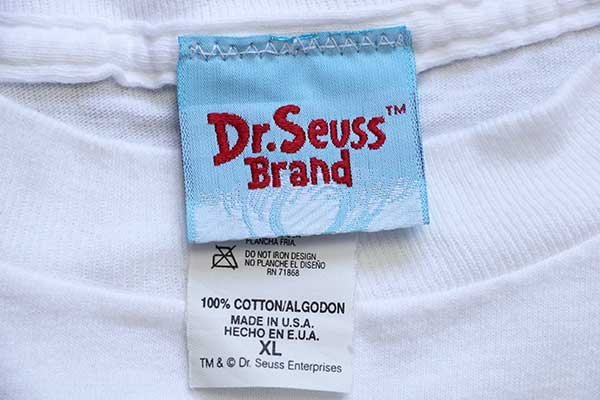 Dr.Seuss™
Brand
PLANCHA FRIA.
DO NOT IRON DESIGN
NO PLANCHE EL DISEÑO
RN 71868
100% COTTON/ALGODON
MADE IN U.S.A.
HECHO EN E.U.A.
XL
TM & © Dr. Seuss Enterprises